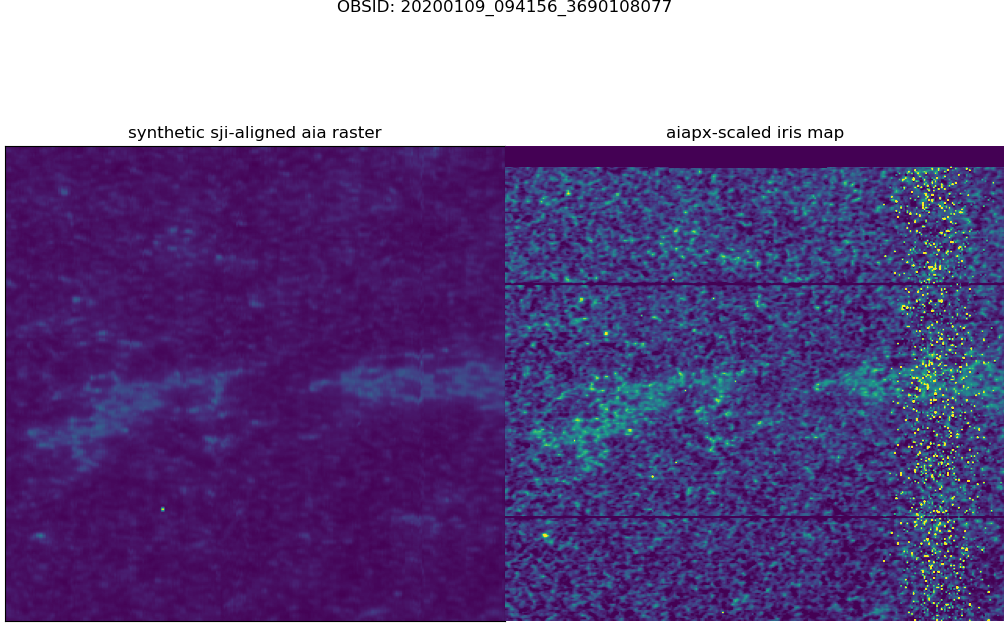 OBSID: 20200109_094156_3690108077
synthetic sji-aligned aia raster
aiapx-scaled iris map